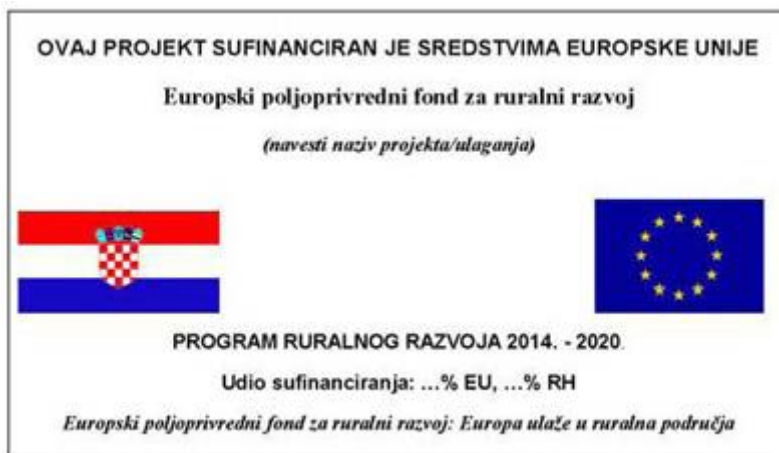 OVAJ PROJEKT SUFINANCIRAN JE SREDSTVIMA EUROPSKE UNIJE
Europski poljoprivredni fond za ruralni razvoj
(navesti naziv projekta/ulaganja)
PROGRAM RURALNOG RAZVOJA 2014. - 2020.
Udio sufinanciranja: ...% EU, ...% RH
Europski poljoprivredni fond za ruralni razvoj: Europa ulaže u ruralna područja